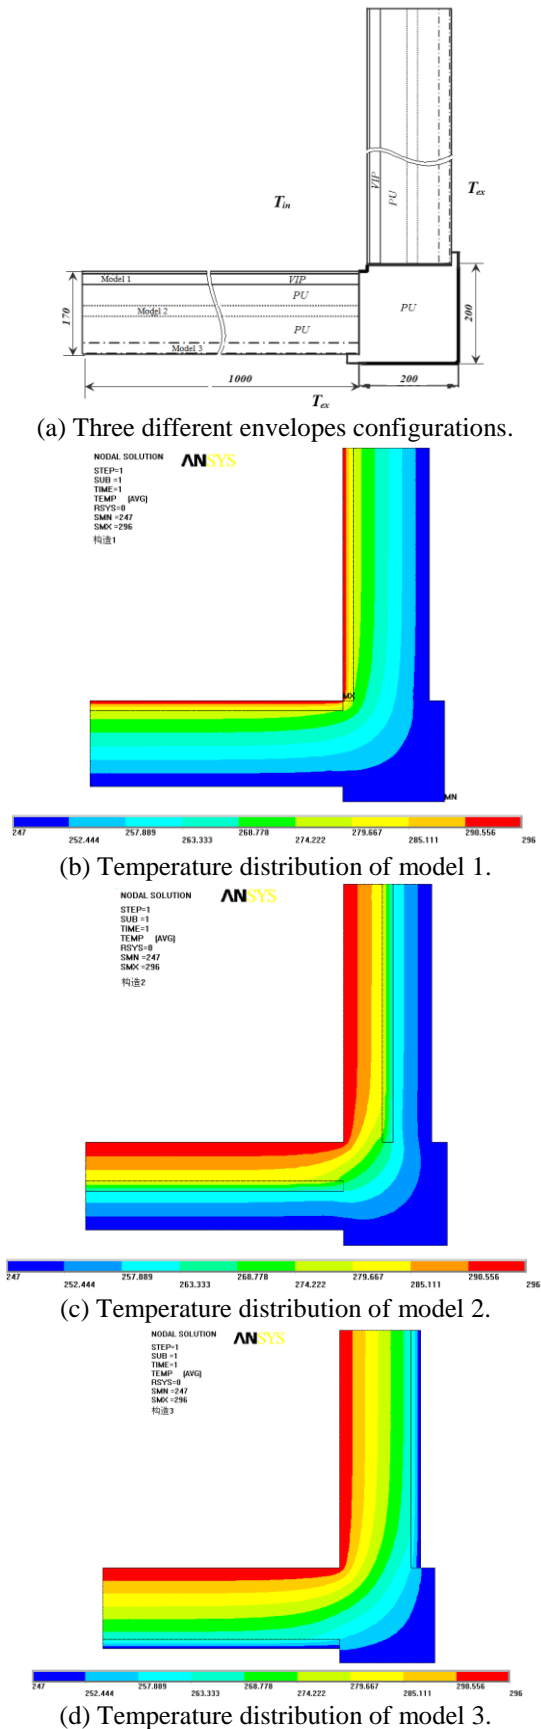 VIP
PU
T_in
T_ex
Model 1
VIP
PU
Model 2
PU
Model 3
PU
170
200
1000
200
T_ex
(a) Three different envelopes configurations.
NODAL SOLUTION
ANSYS
STEP=1
SUB =1
TIME=1
TEMP (AVG)
RSYS=0
SMN =247
SMX =296
构造1
MX
MN
247 252.444 257.889 263.333 268.778 274.222 279.667 285.111 290.556 296
(b) Temperature distribution of model 1.
NODAL SOLUTION
ANSYS
STEP=1
SUB =1
TIME=1
TEMP (AVG)
RSYS=0
SMN =247
SMX =296
构造2
247 252.444 257.889 263.333 268.778 274.222 279.667 285.111 290.556 296
(c) Temperature distribution of model 2.
NODAL SOLUTION
ANSYS
STEP=1
SUB =1
TIME=1
TEMP (AVG)
RSYS=0
SMN =247
SMX =296
构造3
247 252.444 257.889 263.333 268.778 274.222 279.667 285.111 290.556 296
(d) Temperature distribution of model 3.